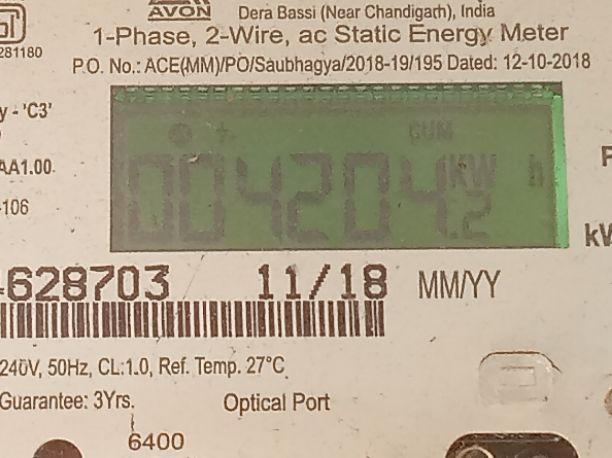 AVON
Dera Bassi (Near Chandigarh), India
281180
1-Phase, 2-Wire, ac Static Energy Meter
P.O. No.: ACE(MM)/PO/Saubhagya/2018-19/195 Dated: 12-10-2018
y - 'C3'
CUM
AA1.00
004204.2 KW h
-106
628703 11/18 MM/YY
240V, 50Hz, CL:1.0, Ref. Temp. 27°C
Guarantee: 3Yrs. Optical Port
6400